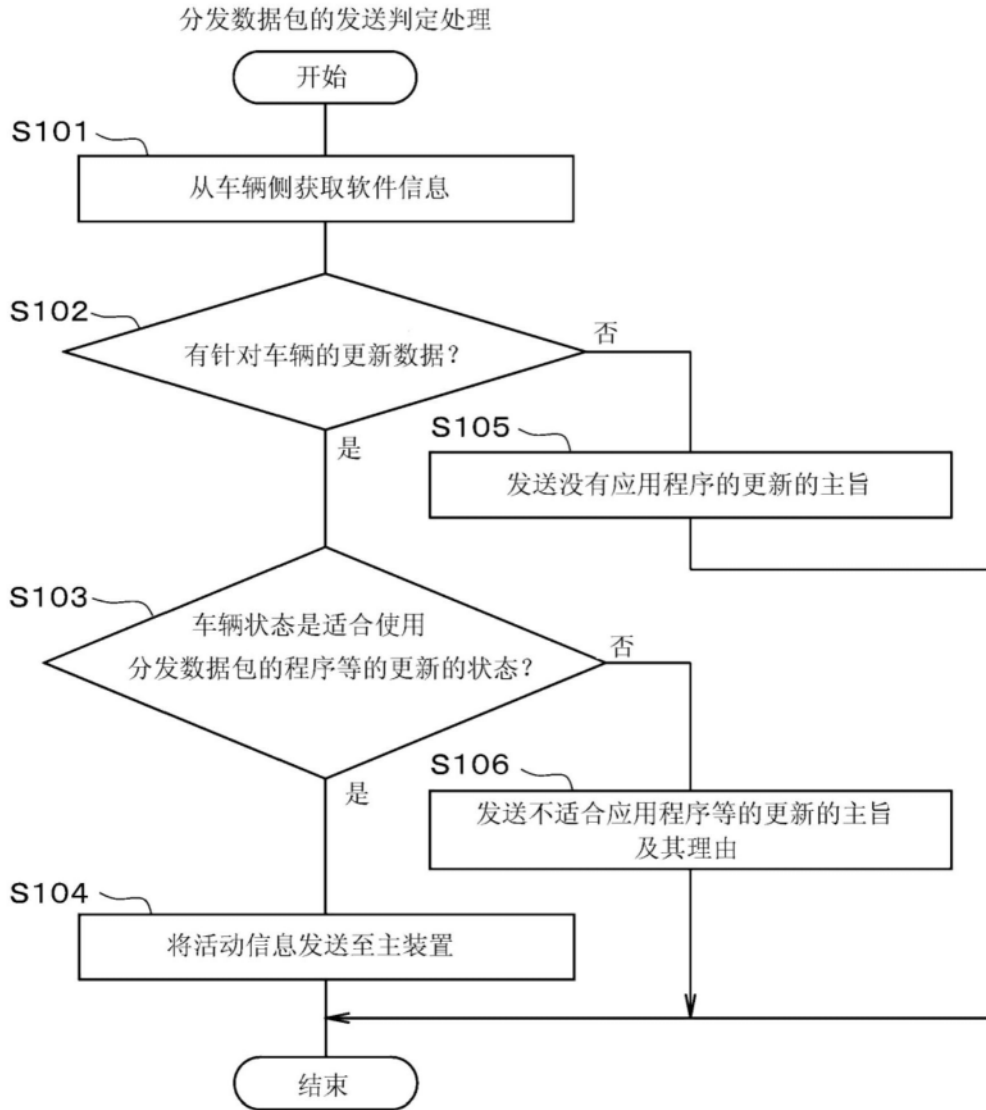 分发数据包的发送判定处理
开始
S101
从车辆侧获取软件信息
S102
有针对车辆的更新数据？
否
是
S105
发送没有应用程序的更新的主旨
S103
车辆状态是适合使用
分发数据包的程序等的更新的状态？
否
是
S106
发送不适合应用程序等的更新的主旨
及其理由
S104
将活动信息发送至主装置
结束